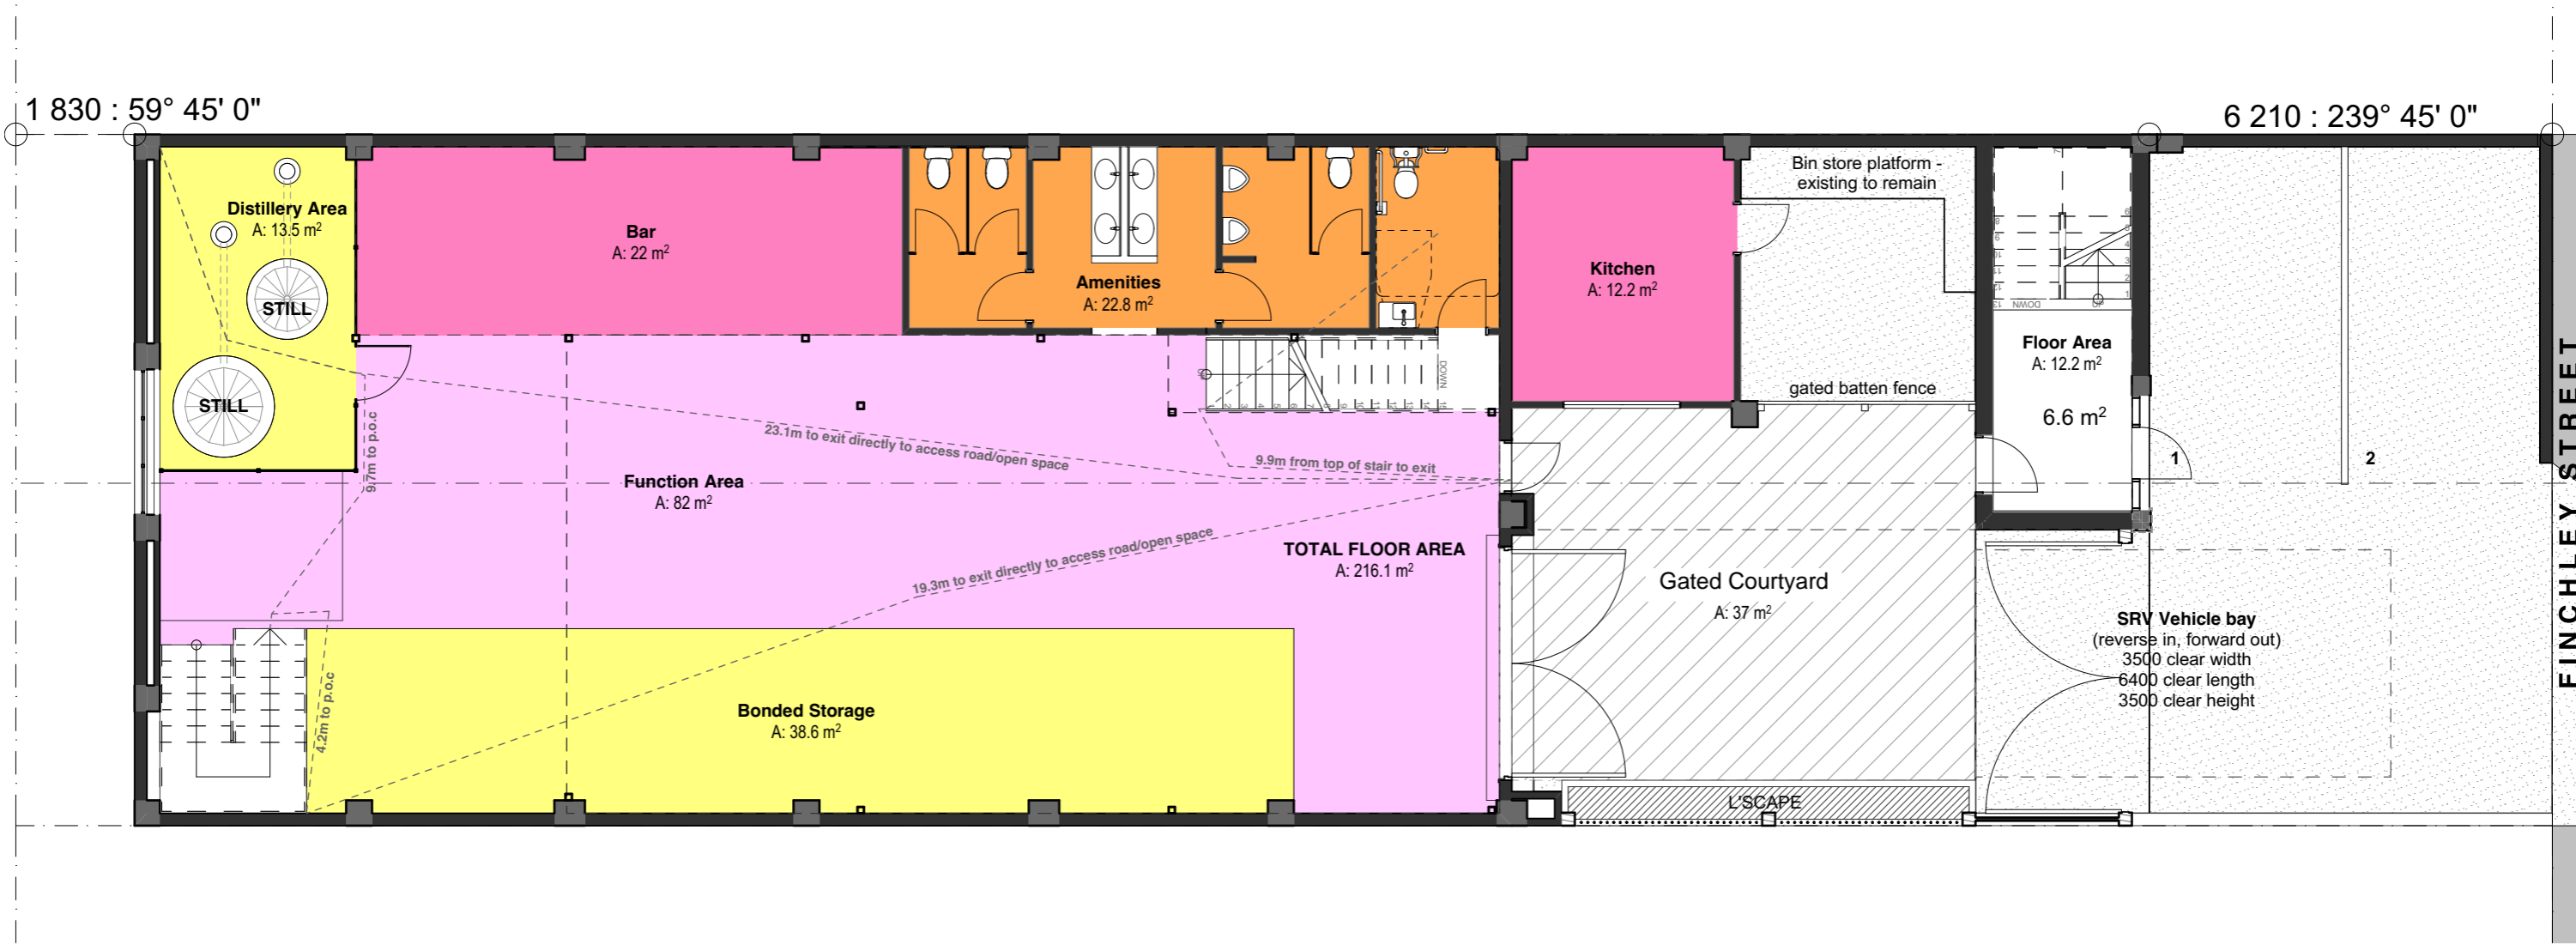 1 830 : 59° 45' 0"
6 210 : 239° 45' 0"
Distillery Area
A: 13.5 m²
STILL
STILL
Bar
A: 22 m²
Amenities
A: 22.8 m²
Kitchen
A: 12.2 m²
Bin store platform -
existing to remain
gated batten fence
Floor Area
A: 12.2 m²
6.6 m²
DOWN
UP
1
2
FINCHLEY STREET
UP
DOWN
9.7m to p.o.c
23.1m to exit directly to access road/open space
9.9m from top of stair to exit
Function Area
A: 82 m²
19.3m to exit directly to access road/open space
TOTAL FLOOR AREA
A: 216.1 m²
Gated Courtyard
A: 37 m²
SRV Vehicle bay
(reverse in, forward out)
3500 clear width
6400 clear length
3500 clear height
4.2m to p.o.c
Bonded Storage
A: 38.6 m²
L'SCAPE